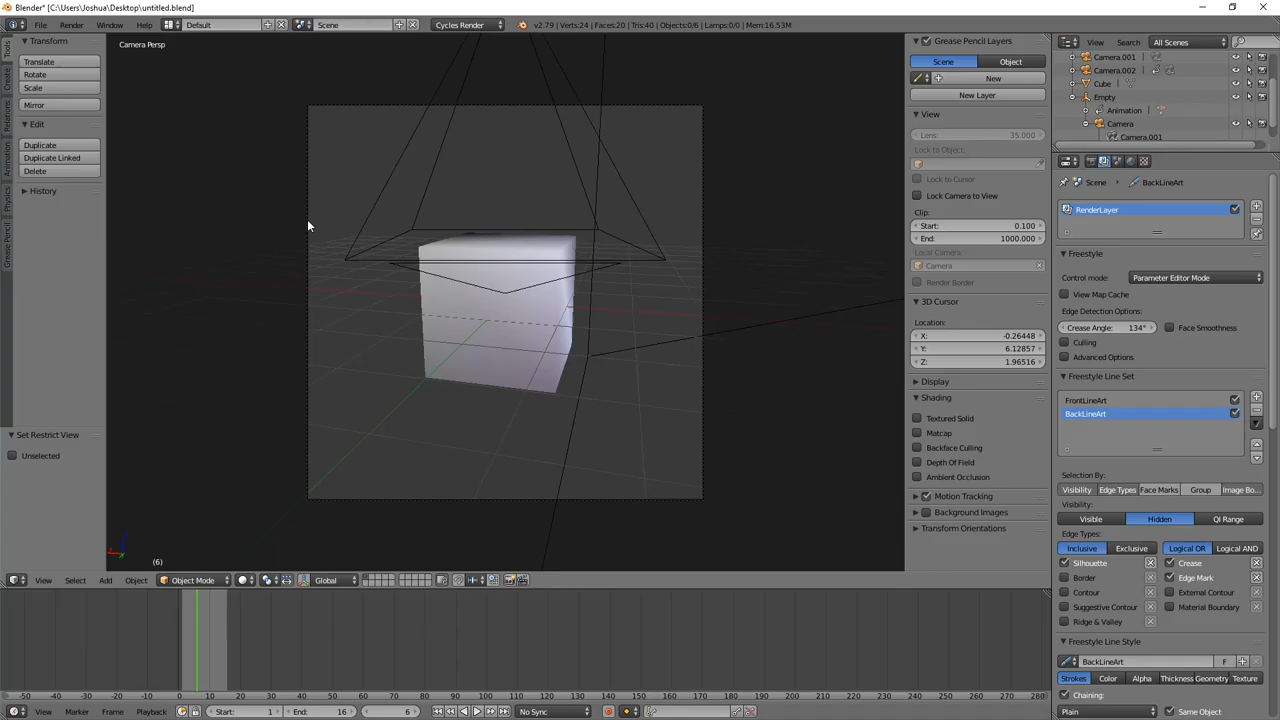 Blender* [C:\Users\Joshua\Desktop\untitled.blend]
File Render Window Help Default Scene Cycles Render v2.79 | Verts:24 | Faces:20 | Tris:40 | Objects:0/6 | Lamps:0/0 | Mem:16.53M
Tools
Create
Relations
Animation
Physics
Grease Pencil
Transform
Translate
Rotate
Scale
Mirror
Edit
Duplicate
Duplicate Linked
Delete
History
Set Restrict View
Unselected
Camera Persp
(6)
View Select Add Object Object Mode Global
Grease Pencil Layers
Scene Object
New
New Layer
View
Lens: 35.000
Lock to Object:
Lock to Cursor
Lock Camera to View
Clip:
Start: 0.100
End: 1000.000
Local Camera:
Camera
Render Border
3D Cursor
Location:
X: -0.26448
Y: 6.12857
Z: 1.96516
Display
Shading
Textured Solid
Matcap
Backface Culling
Depth Of Field
Ambient Occlusion
Motion Tracking
Background Images
Transform Orientations
View Search All Scenes
Camera.001
Camera.002
Cube
Empty
Animation
Camera
Camera.001
Scene BackLineArt
RenderLayer
Freestyle
Control mode: Parameter Editor Mode
View Map Cache
Edge Detection Options:
Crease Angle: 134° Face Smoothness
Culling
Advanced Options
Freestyle Line Set
FrontLineArt
BackLineArt
Selection By:
Visibility Edge Types Face Marks Group Image Bo...
Visibility:
Visible Hidden QI Range
Edge Types:
Inclusive Exclusive Logical OR Logical AND
Silhouette Crease
Border Edge Mark
Contour External Contour
Suggestive Contour Material Boundary
Ridge & Valley
Freestyle Line Style
BackLineArt F
Strokes Color Alpha Thickness Geometry Texture
Chaining:
Plain Same Object
-50 -40 -30 -20 -10 0 10 20 30 40 50 60 70 80 90 100 110 120 130 140 150 160 170 180 190 200 210 220 230 240 250 260 270 280
View Marker Frame Playback Start: 1 End: 16 6 No Sync